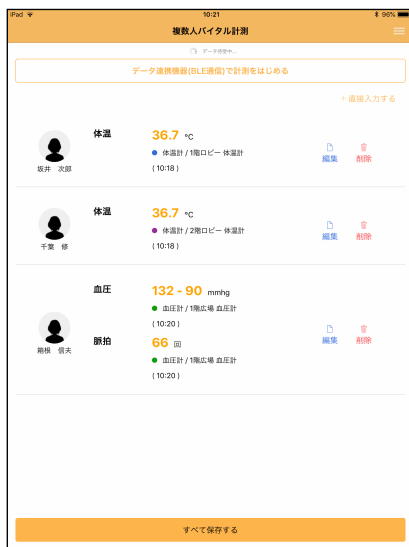 iPad 10:21 96%
複数人バイタル計測
データ待受中...
データ連携機器(BLE通信)で計測をはじめる
+ 直接入力する
体温 36.7 °C
● 体温計 / 1階ロビー 体温計
( 10:18 )
坂井 次郎
編集 削除
体温 36.7 °C
● 体温計 / 2階ロビー 体温計
( 10:18 )
千葉 修
編集 削除
血圧 132 - 90 mmhg
● 血圧計 / 1階広場 血圧計
( 10:20 )
脈拍 66 回
● 血圧計 / 1階広場 血圧計
( 10:20 )
箱根 信夫
編集 削除
すべて保存する